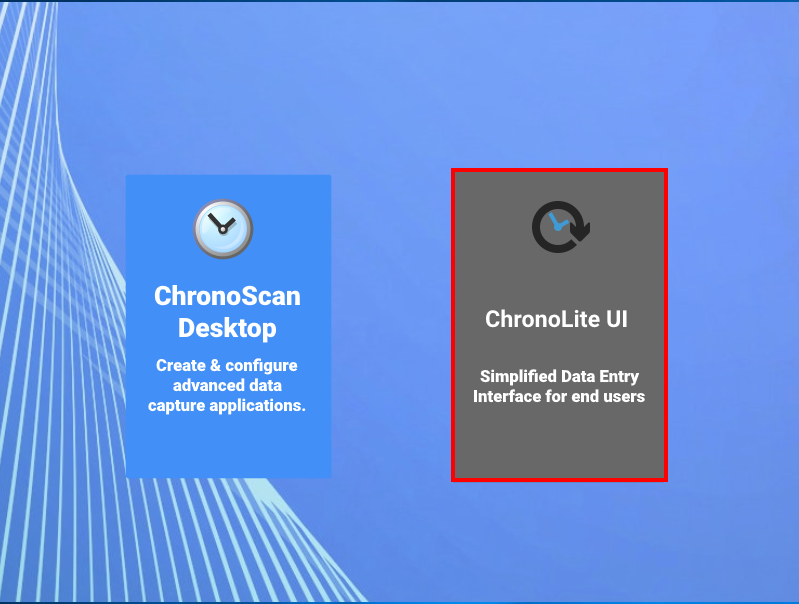 ChronoScan
Desktop
Create & configure
advanced data
capture applications.
ChronoLite UI
Simplified Data Entry
Interface for end users